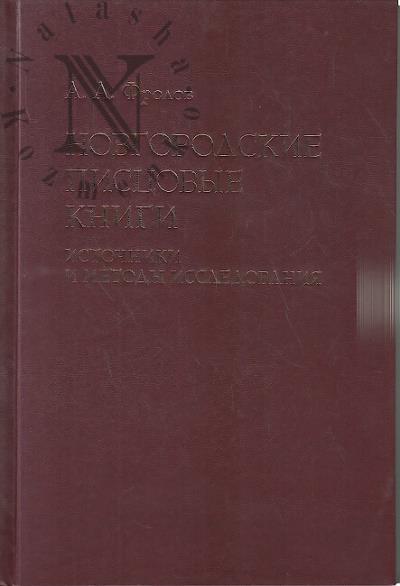 А. А. Фролов
НОВГОРОДСКИЕ
ПИСЦОВЫЕ
КНИГИ
ИСТОЧНИКИ
И МЕТОДЫ ИССЛЕДОВАНИЯ